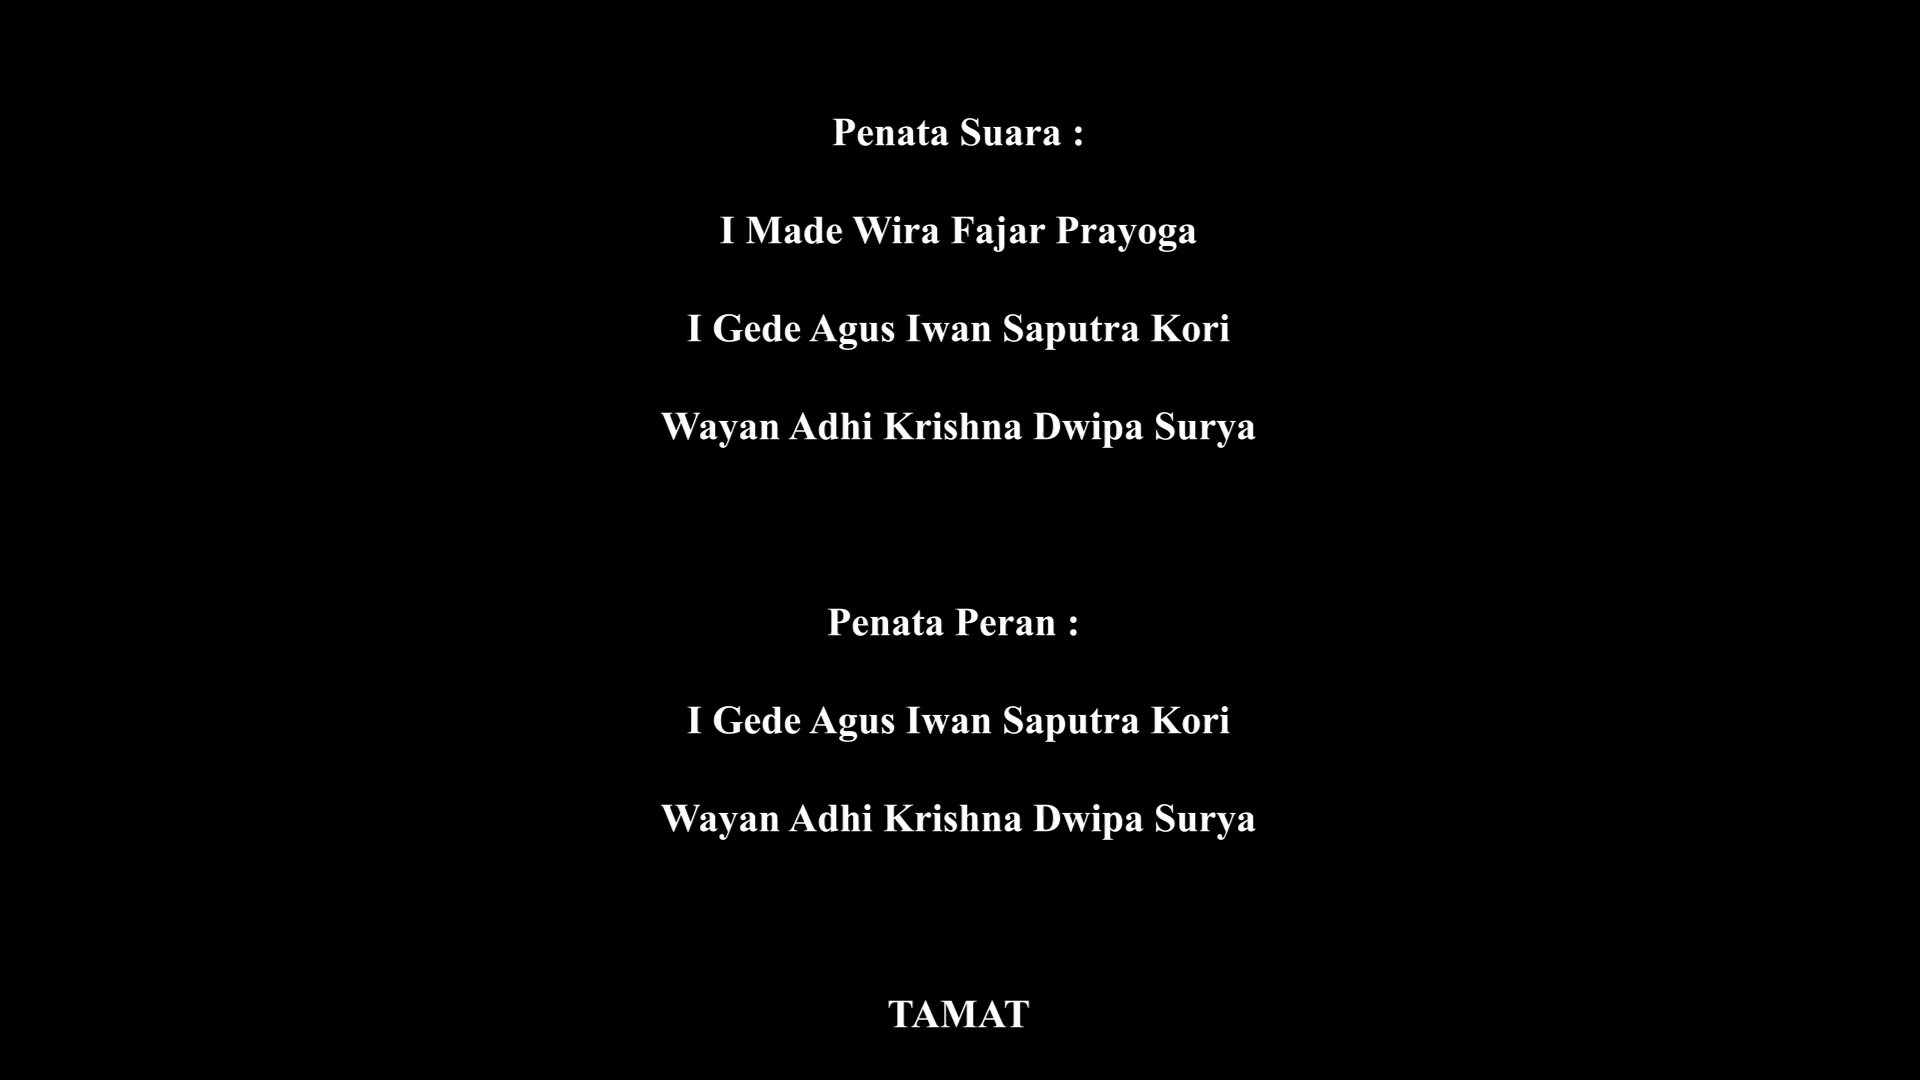 Penata Suara :
I Made Wira Fajar Prayoga
I Gede Agus Iwan Saputra Kori
Wayan Adhi Krishna Dwipa Surya
Penata Peran :
I Gede Agus Iwan Saputra Kori
Wayan Adhi Krishna Dwipa Surya
TAMAT